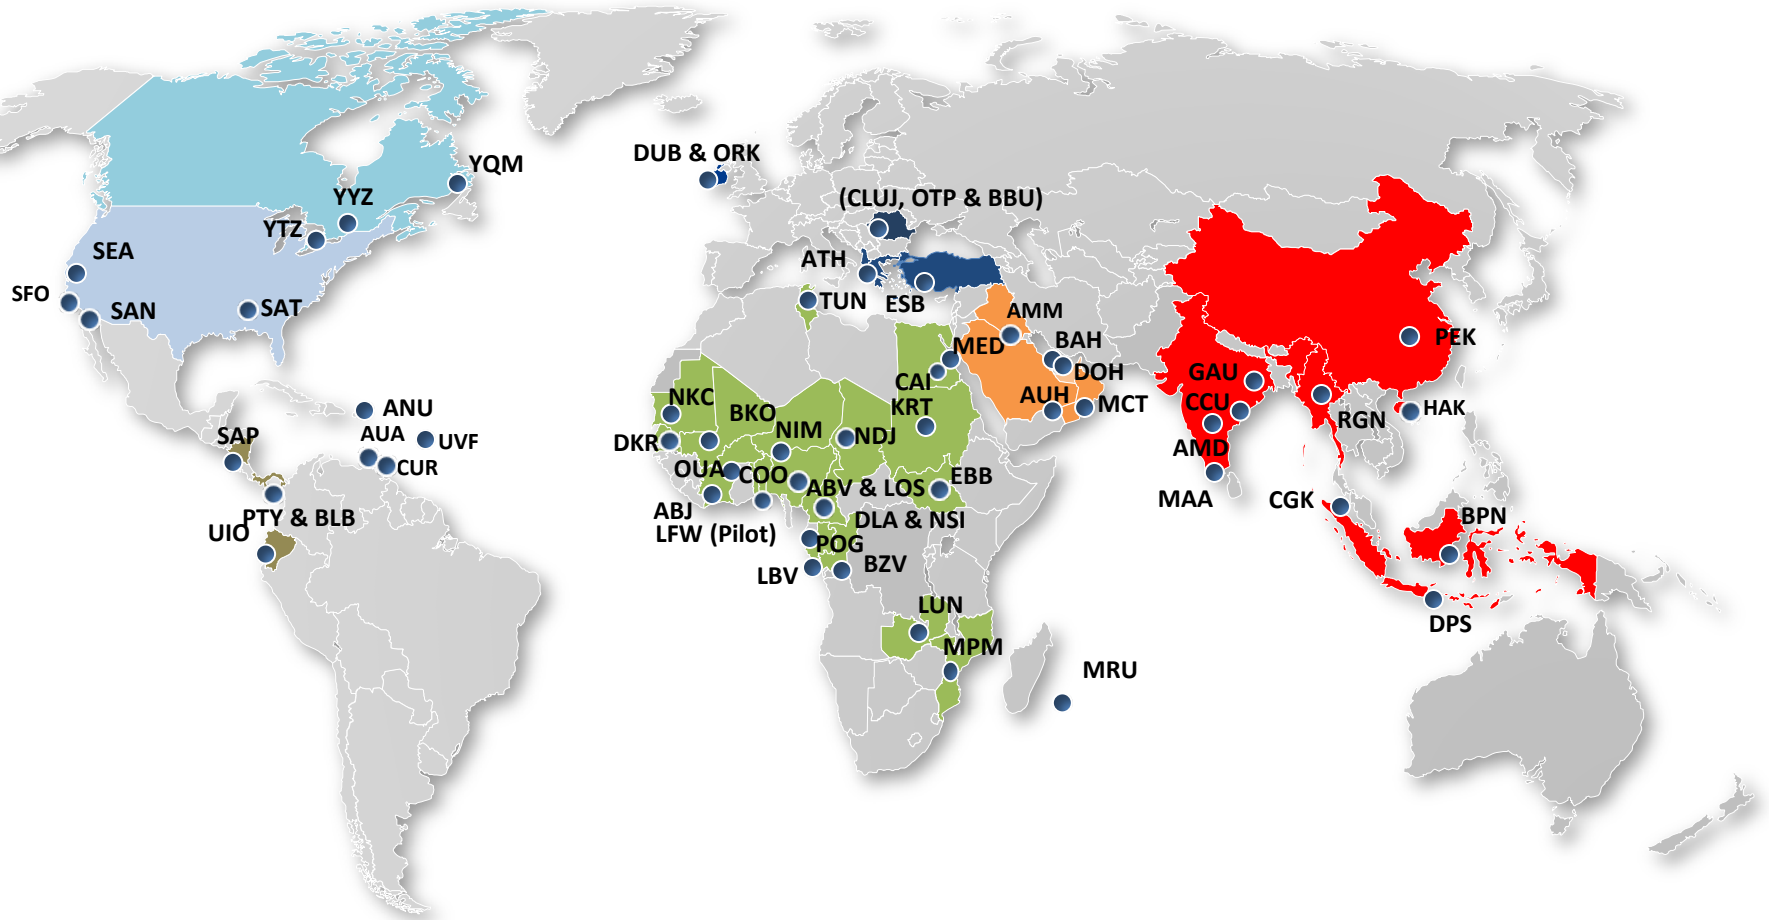 YQM
YYZ
YTZ
SEA
SFO
SAN
SAT
ANU
AUA
UVF
CUR
SAP
PTY & BLB
UIO
DUB & ORK
(CLUJ, OTP & BBU)
ATH
ESB
TUN
AMM
BAH
MED
DOH
CAI
AUH
MCT
KRT
NKC
BKO
NIM
NDJ
DKR
OUA
COO
ABV & LOS
EBB
ABJ
LFW (Pilot)
DLA & NSI
POG
BZV
LBV
LUN
MPM
MRU
PEK
GAU
CCU
HAK
RGN
AMD
MAA
CGK
BPN
DPS